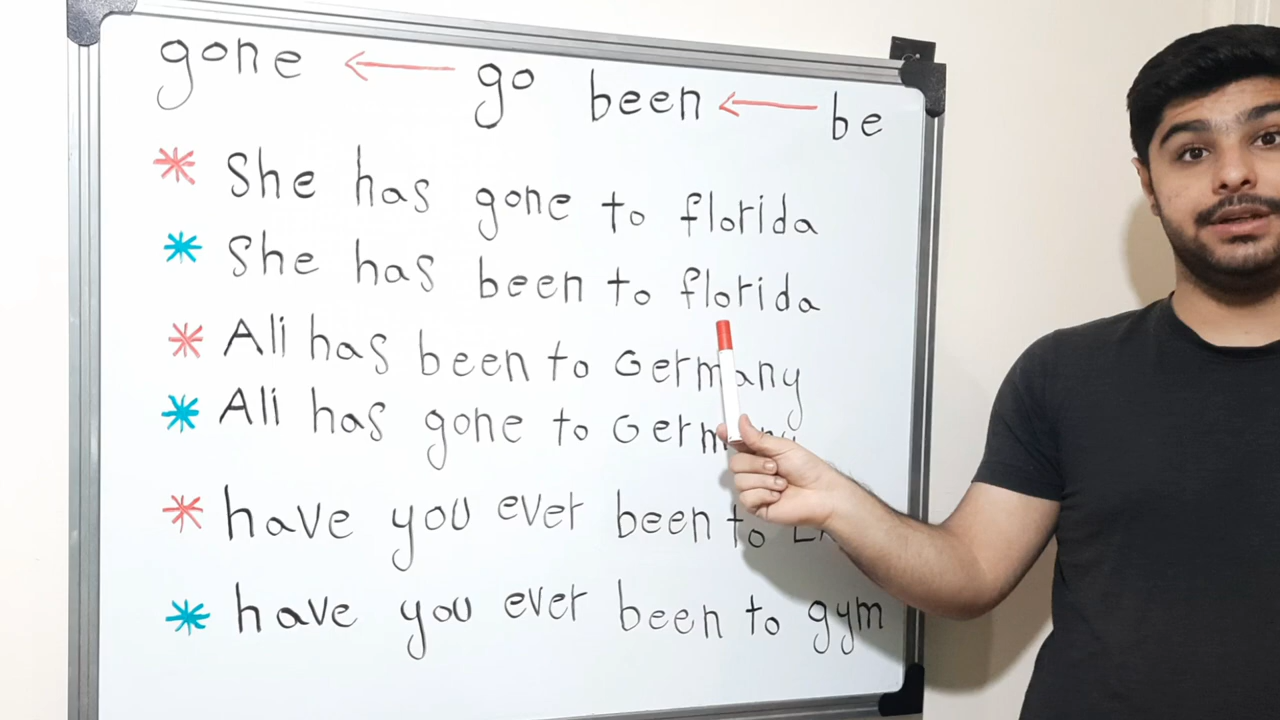 gone ← go been ← be
* She has gone to florida
* She has been to florida
* Ali has been to Germany
* Ali has gone to Germany
* have you ever been to
* have you ever been to gym